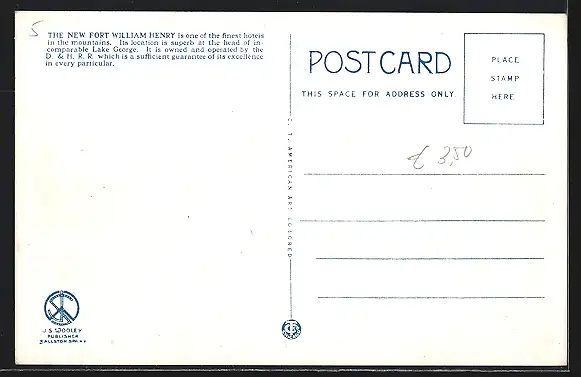 5
THE NEW FORT WILLIAM HENRY is one of the finest hotels
in the mountains. Its location is superb at the head of in-
comparable Lake George. It is owned and operated by the
D. & H. R. R. which is a sufficient guarantee of its excellence
in every particular.
POSTCARD
THIS SPACE FOR ADDRESS ONLY.
PLACE
STAMP
HERE
€ 3,50
C. T. AMERICAN ART COLORED
J S WOOLEY
PUBLISHER
BALLSTON SPA N Y